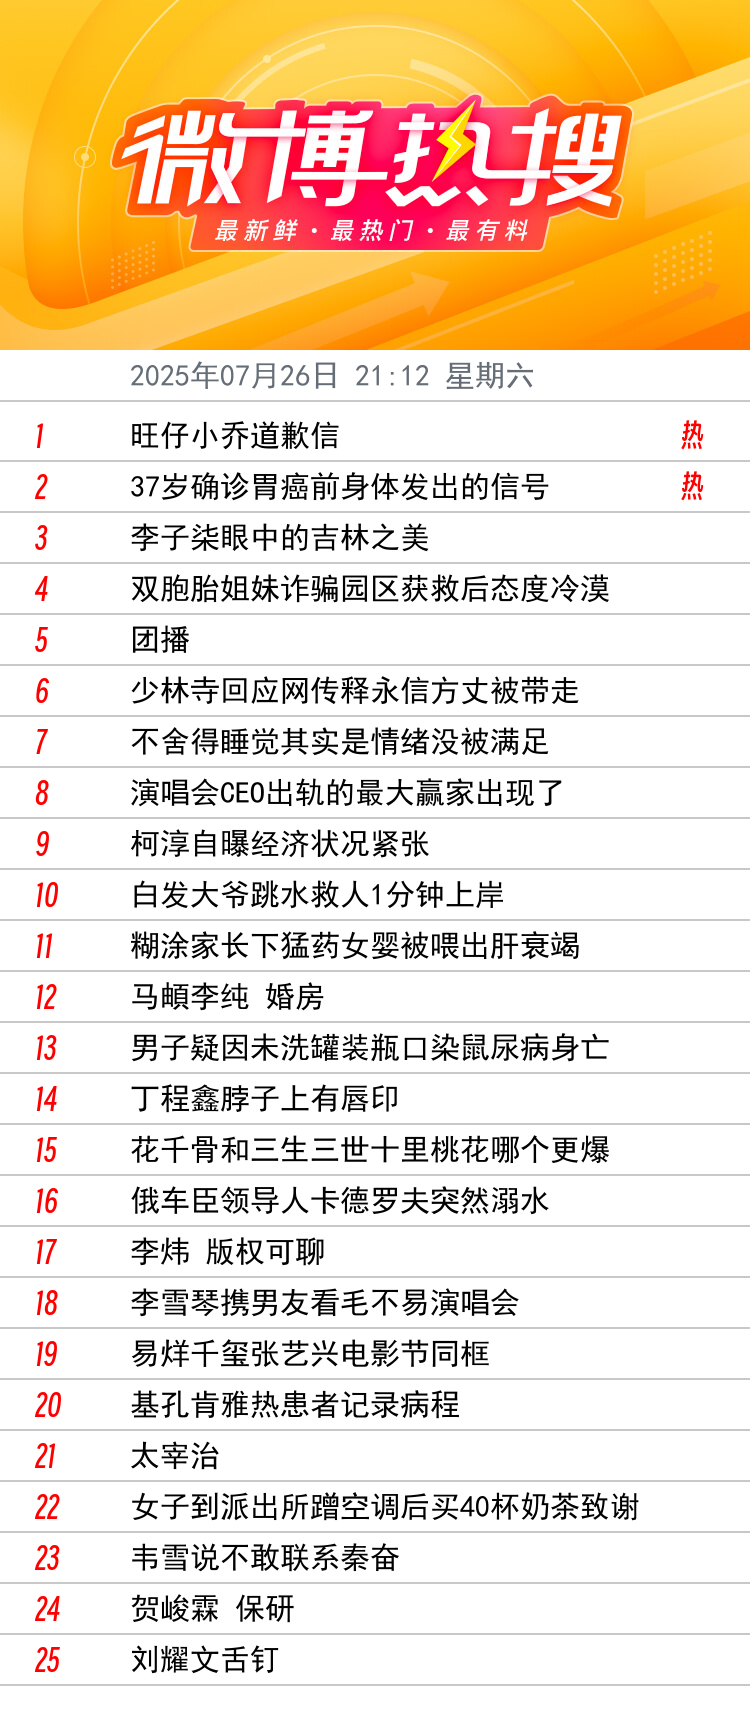 微博热搜
最新鲜·最热门·最有料
2025年07月26日 21:12 星期六
1 旺仔小乔道歉信 热
2 37岁确诊胃癌前身体发出的信号 热
3 李子柒眼中的吉林之美
4 双胞胎姐妹诈骗园区获救后态度冷漠
5 团播
6 少林寺回应网传释永信方丈被带走
7 不舍得睡觉其实是情绪没被满足
8 演唱会CEO出轨的最大赢家出现了
9 柯淳自曝经济状况紧张
10 白发大爷跳水救人1分钟上岸
11 糊涂家长下猛药女婴被喂出肝衰竭
12 马頔李纯 婚房
13 男子疑因未洗罐装瓶口染鼠尿病身亡
14 丁程鑫脖子上有唇印
15 花千骨和三生三世十里桃花哪个更爆
16 俄车臣领导人卡德罗夫突然溺水
17 李炜 版权可聊
18 李雪琴携男友看毛不易演唱会
19 易烊千玺张艺兴电影节同框
20 基孔肯雅热患者记录病程
21 太宰治
22 女子到派出所蹭空调后买40杯奶茶致谢
23 韦雪说不敢联系秦奋
24 贺峻霖 保研
25 刘耀文舌钉